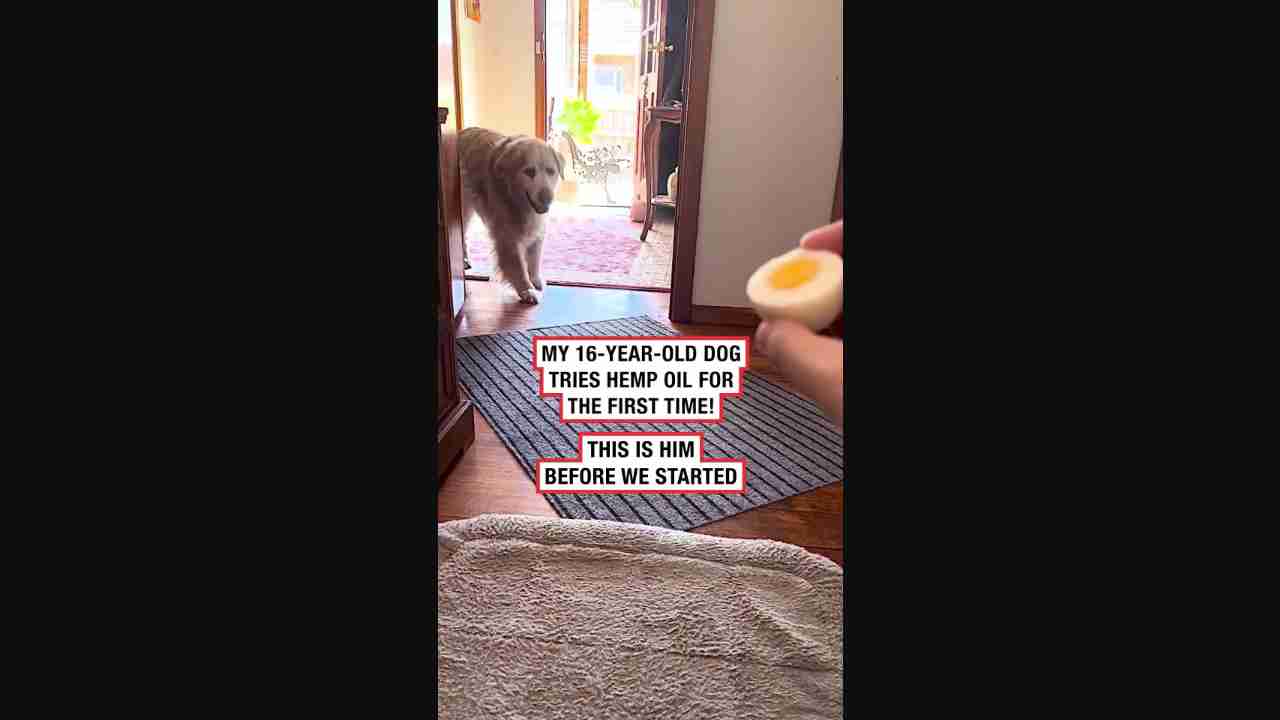 MY 16-YEAR-OLD DOG
TRIES HEMP OIL FOR
THE FIRST TIME!
THIS IS HIM
BEFORE WE STARTED